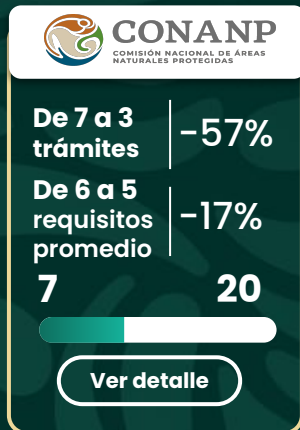 CONANP
COMISIÓN NACIONAL DE ÁREAS
NATURALES PROTEGIDAS
De 7 a 3
trámites
-57%
De 6 a 5
requisitos
promedio
-17%
7 20
Ver detalle